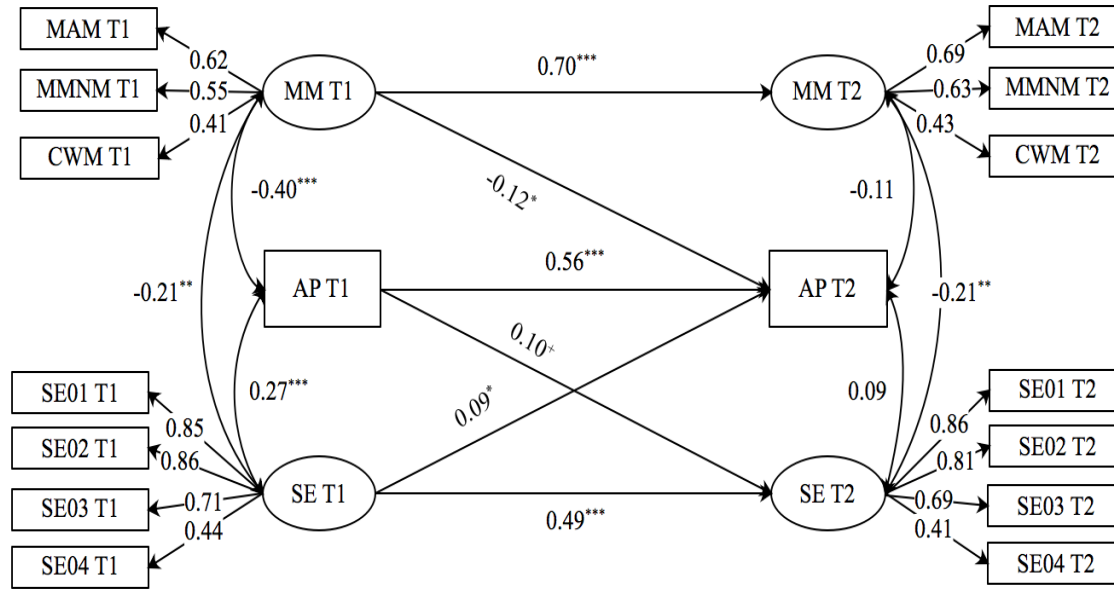 MAM T1
MAM T2
0.62
0.69
0.70***
MMNM T1
0.55
MM T1
MM T2
0.63
MMNM T2
0.41
0.43
CWM T1
CWM T2
-0.40***
-0.12*
-0.11
0.56***
-0.21**
AP T1
AP T2
-0.21**
0.10+
0.27***
0.09*
0.09
SE01 T1
SE01 T2
0.85
0.86
SE02 T1
0.86
0.81
SE02 T2
SE03 T1
0.71
SE T1
SE T2
0.69
SE03 T2
0.44
0.49***
0.41
SE04 T1
SE04 T2